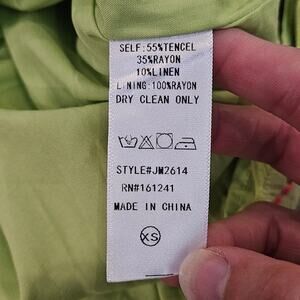 SELF: 55%TENCEL
35%RAYON
10%LINEN
LINING: 100%RAYON
DRY CLEAN ONLY
STYLE#JM2614
RN#161241
MADE IN CHINA
XS